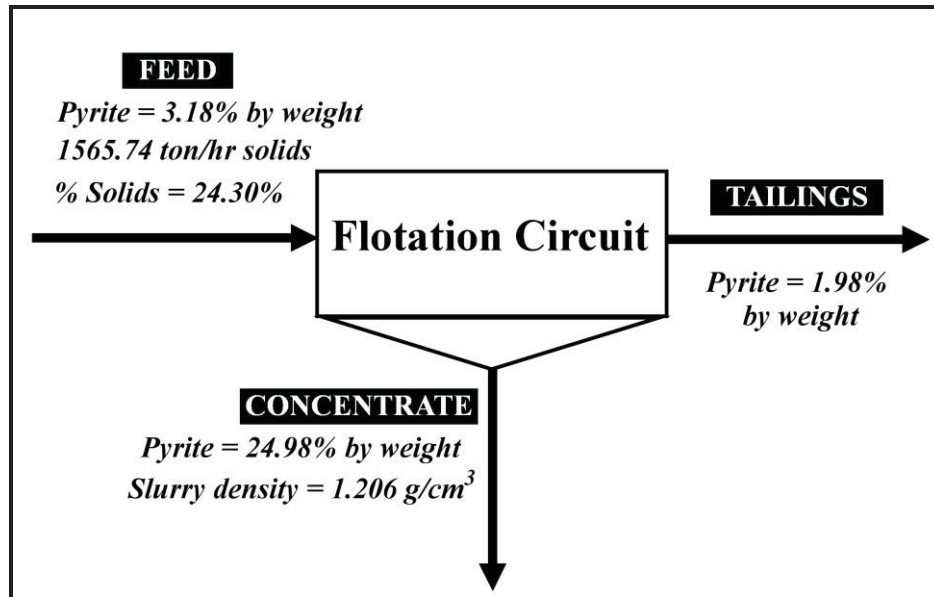 FEED
Pyrite = 3.18% by weight
1565.74 ton/hr solids
% Solids = 24.30%
Flotation Circuit
TAILINGS
Pyrite = 1.98%
by weight
CONCENTRATE
Pyrite = 24.98% by weight
Slurry density = 1.206 g/cm³